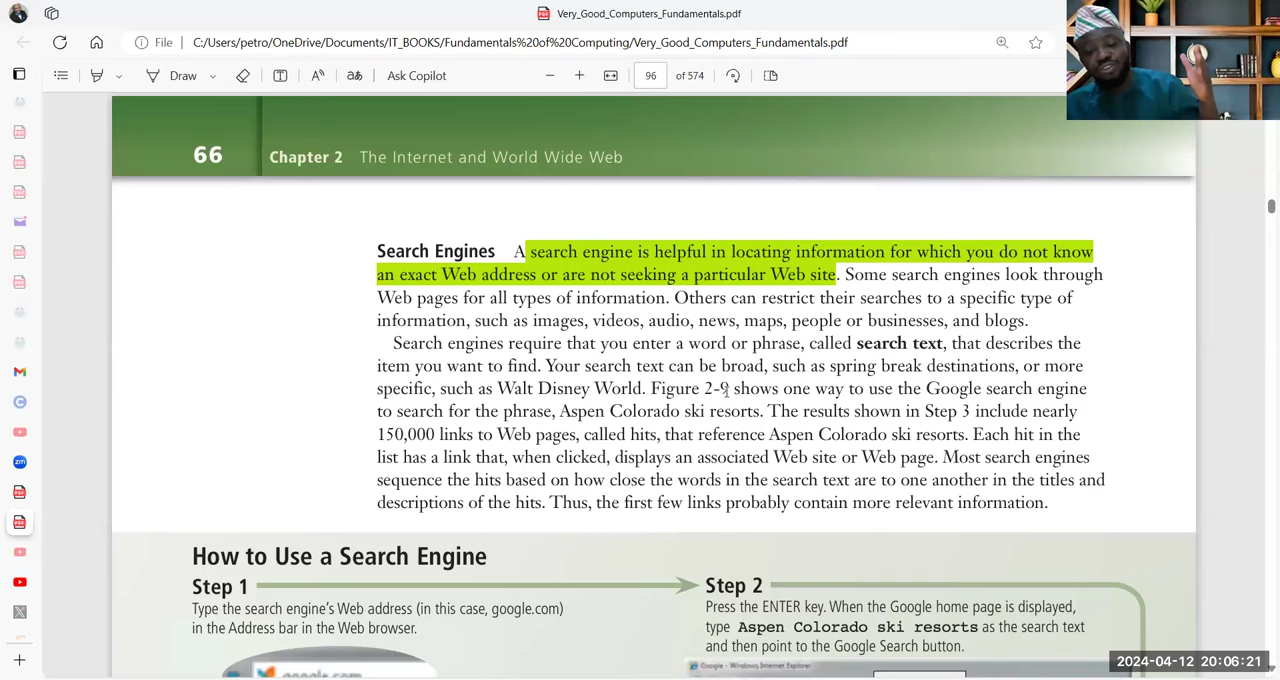 Very_Good_Computers_Fundamentals.pdf
File C:/Users/petro/OneDrive/Documents/IT_BOOKS/Fundamentals%20of%20Computing/Very_Good_Computers_Fundamentals.pdf
Draw
Ask Copilot
96 of 574
66 Chapter 2 The Internet and World Wide Web
Search Engines A search engine is helpful in locating information for which you do not know
an exact Web address or are not seeking a particular Web site. Some search engines look through
Web pages for all types of information. Others can restrict their searches to a specific type of
information, such as images, videos, audio, news, maps, people or businesses, and blogs.
Search engines require that you enter a word or phrase, called search text, that describes the
item you want to find. Your search text can be broad, such as spring break destinations, or more
specific, such as Walt Disney World. Figure 2-9 shows one way to use the Google search engine
to search for the phrase, Aspen Colorado ski resorts. The results shown in Step 3 include nearly
150,000 links to Web pages, called hits, that reference Aspen Colorado ski resorts. Each hit in the
list has a link that, when clicked, displays an associated Web site or Web page. Most search engines
sequence the hits based on how close the words in the search text are to one another in the titles and
descriptions of the hits. Thus, the first few links probably contain more relevant information.
How to Use a Search Engine
Step 1
Type the search engine's Web address (in this case, google.com)
in the Address bar in the Web browser.
google.com
Step 2
Press the ENTER key. When the Google home page is displayed,
type Aspen Colorado ski resorts as the search text
and then point to the Google Search button.
Google - Windows Internet Explorer
2024-04-12 20:06:21